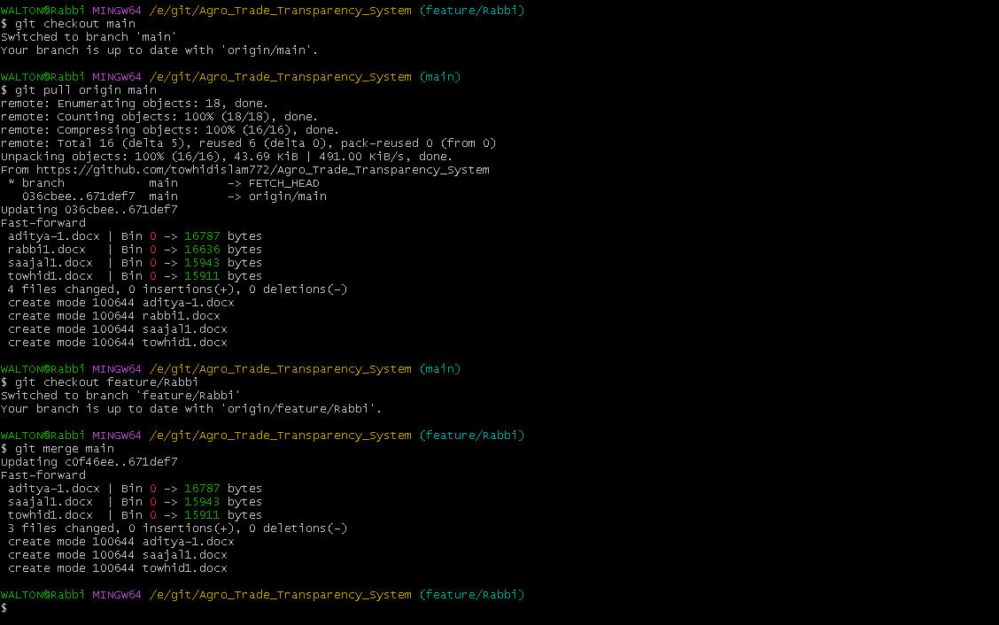 WALTON@Rabbi MINGW64 /e/git/Agro_Trade_Transparency_System (feature/Rabbi)
$ git checkout main
Switched to branch 'main'
Your branch is up to date with 'origin/main'.
WALTON@Rabbi MINGW64 /e/git/Agro_Trade_Transparency_System (main)
$ git pull origin main
remote: Enumerating objects: 18, done.
remote: Counting objects: 100% (18/18), done.
remote: Compressing objects: 100% (16/16), done.
remote: Total 16 (delta 5), reused 6 (delta 0), pack-reused 0 (from 0)
Unpacking objects: 100% (16/16), 43.69 KiB | 491.00 KiB/s, done.
From https://github.com/towhidislam772/Agro_Trade_Transparency_System
 * branch            main       -> FETCH_HEAD
   036cbee..671def7  main       -> origin/main
Updating 036cbee..671def7
Fast-forward
 aditya-1.docx | Bin 0 -> 16787 bytes
 rabbi1.docx   | Bin 0 -> 16636 bytes
 saajal1.docx  | Bin 0 -> 15943 bytes
 towhid1.docx  | Bin 0 -> 15911 bytes
 4 files changed, 0 insertions(+), 0 deletions(-)
 create mode 100644 aditya-1.docx
 create mode 100644 rabbi1.docx
 create mode 100644 saajal1.docx
 create mode 100644 towhid1.docx
WALTON@Rabbi MINGW64 /e/git/Agro_Trade_Transparency_System (main)
$ git checkout feature/Rabbi
Switched to branch 'feature/Rabbi'
Your branch is up to date with 'origin/feature/Rabbi'.
WALTON@Rabbi MINGW64 /e/git/Agro_Trade_Transparency_System (feature/Rabbi)
$ git merge main
Updating c0f46ee..671def7
Fast-forward
 aditya-1.docx | Bin 0 -> 16787 bytes
 saajal1.docx  | Bin 0 -> 15943 bytes
 towhid1.docx  | Bin 0 -> 15911 bytes
 3 files changed, 0 insertions(+), 0 deletions(-)
 create mode 100644 aditya-1.docx
 create mode 100644 saajal1.docx
 create mode 100644 towhid1.docx
WALTON@Rabbi MINGW64 /e/git/Agro_Trade_Transparency_System (feature/Rabbi)
$